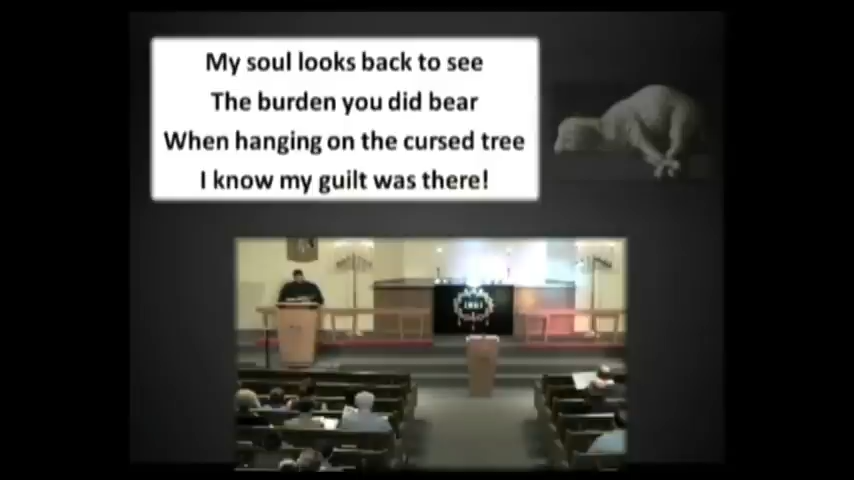 My soul looks back to see
The burden you did bear
When hanging on the cursed tree
I know my guilt was there!